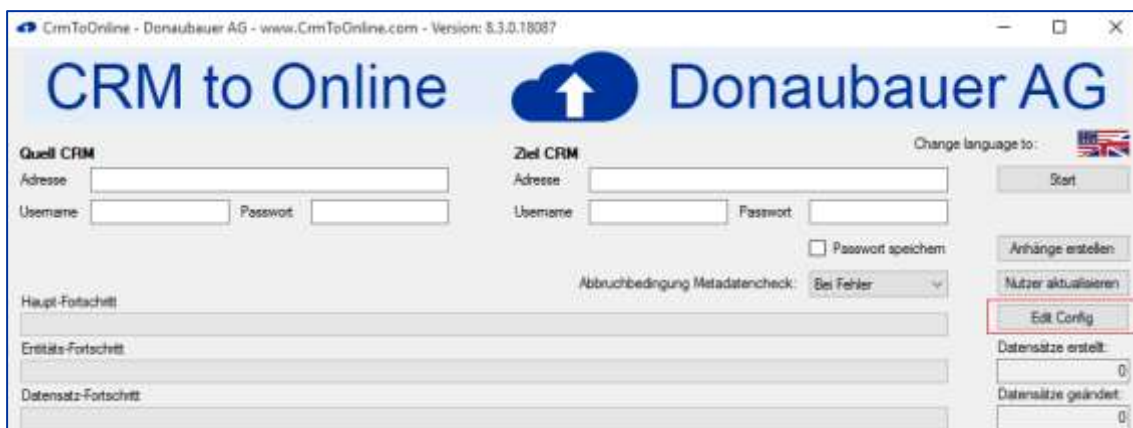 CrmToOnline - Donaubauer AG - www.CrmToOnline.com - Version: 8.3.0.18087
CRM to Online Donaubauer AG
Change language to:
Quell CRM
Ziel CRM
Adresse
Adresse
Start
Username
Passwort
Username
Passwort
Passwort speichern
Anhänge erstellen
Abbruchbedingung Metadatencheck:
Bei Fehler
Nutzer aktualisieren
Haupt-Fortschritt
Edit Config
Entitäts-Fortschritt
Datensätze erstellt:
0
Datensatz-Fortschritt
Datensätze geändert:
0